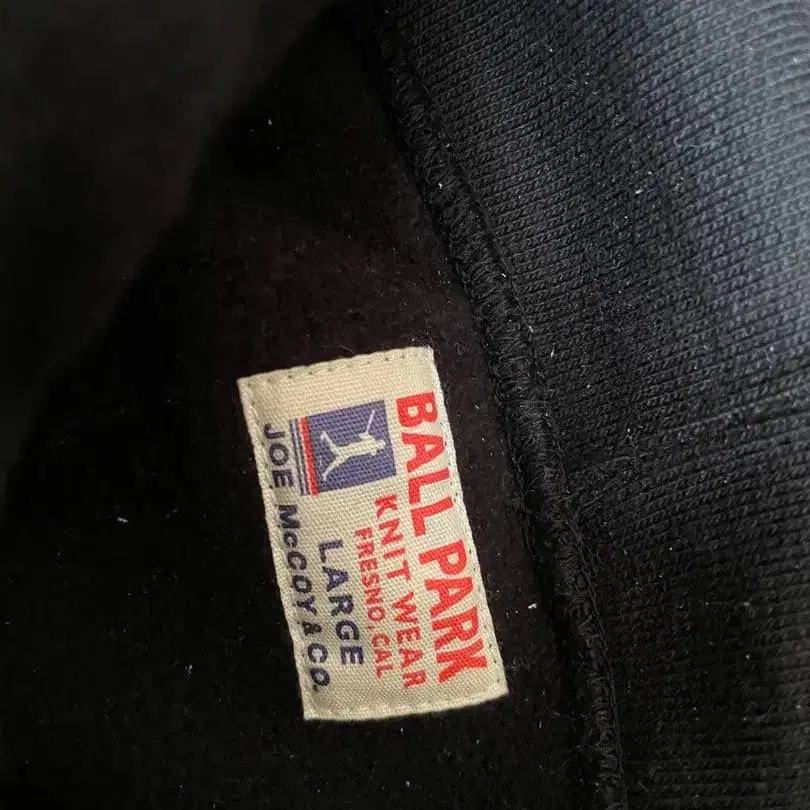 BALL PARK
KNIT WEAR
FRESNO, CAL
LARGE
JOE McCOY & CO.